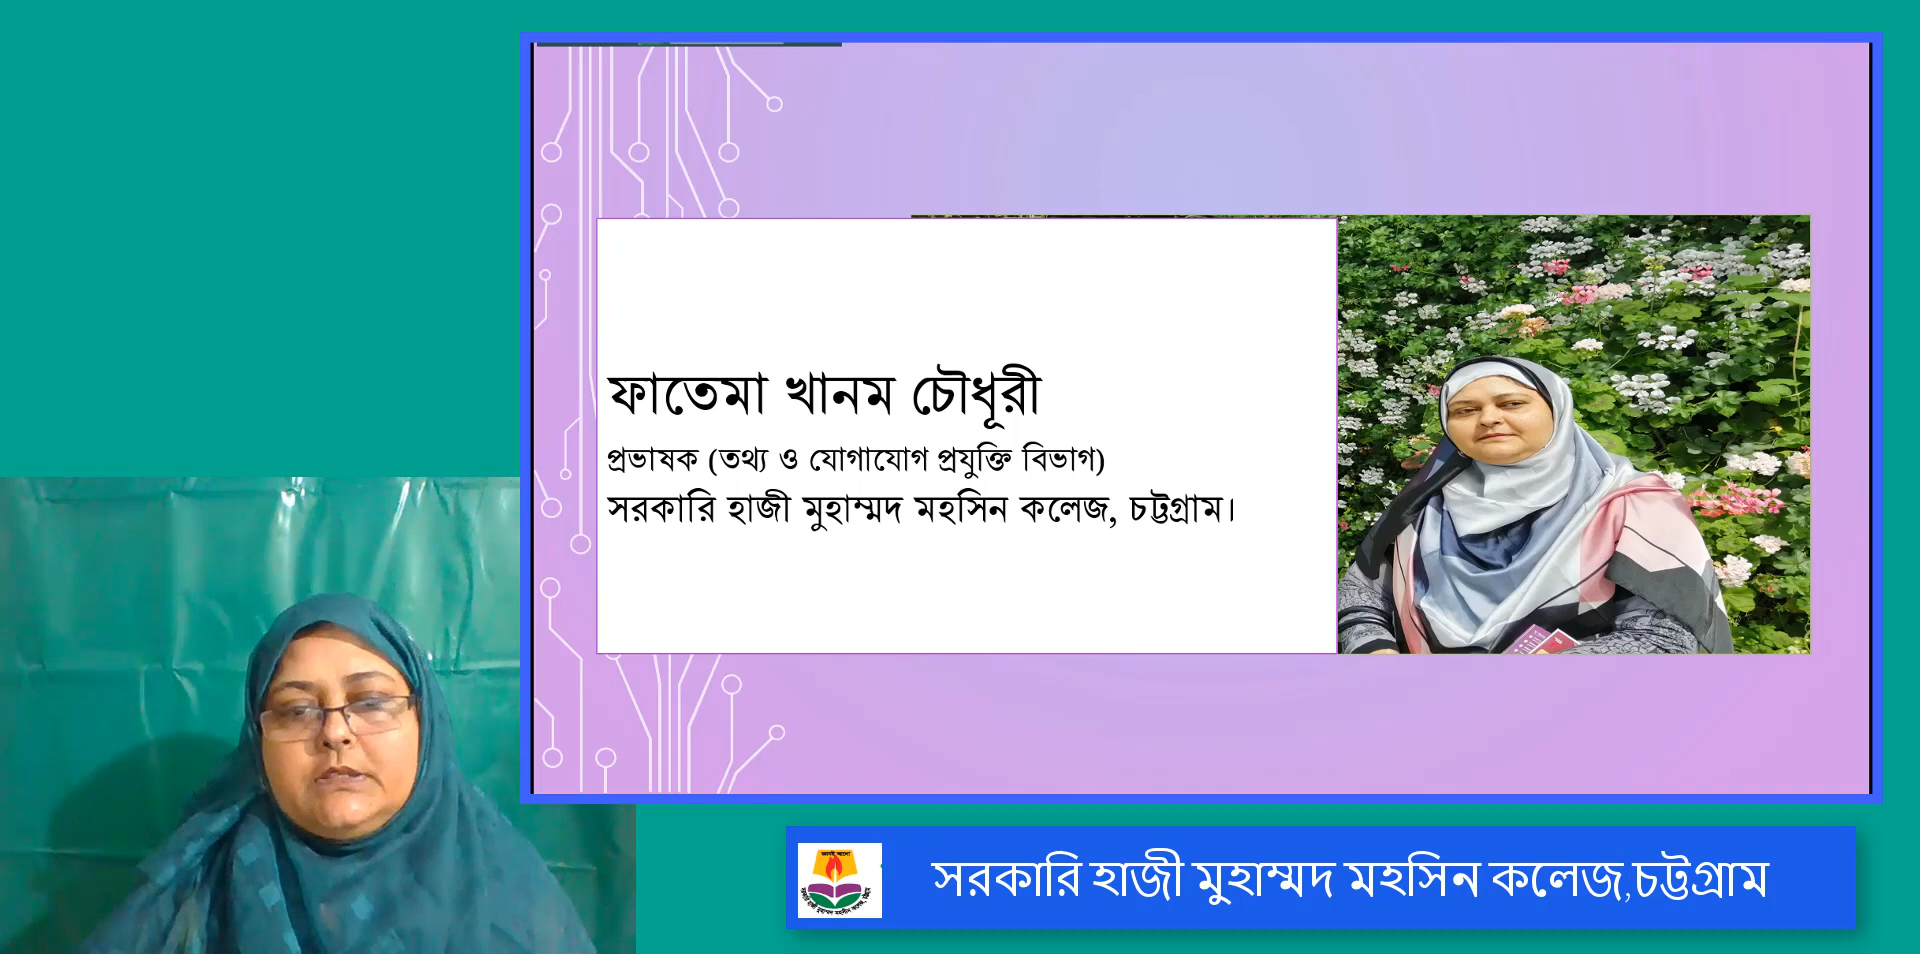 ফাতেমা খানম চৌধূরী
প্রভাষক (তথ্য ও যোগাযোগ প্রযুক্তি বিভাগ)
সরকারি হাজী মুহাম্মদ মহসিন কলেজ, চট্টগ্রাম।
সরকারি হাজী মুহাম্মদ মহসিন কলেজ,চট্টগ্রাম